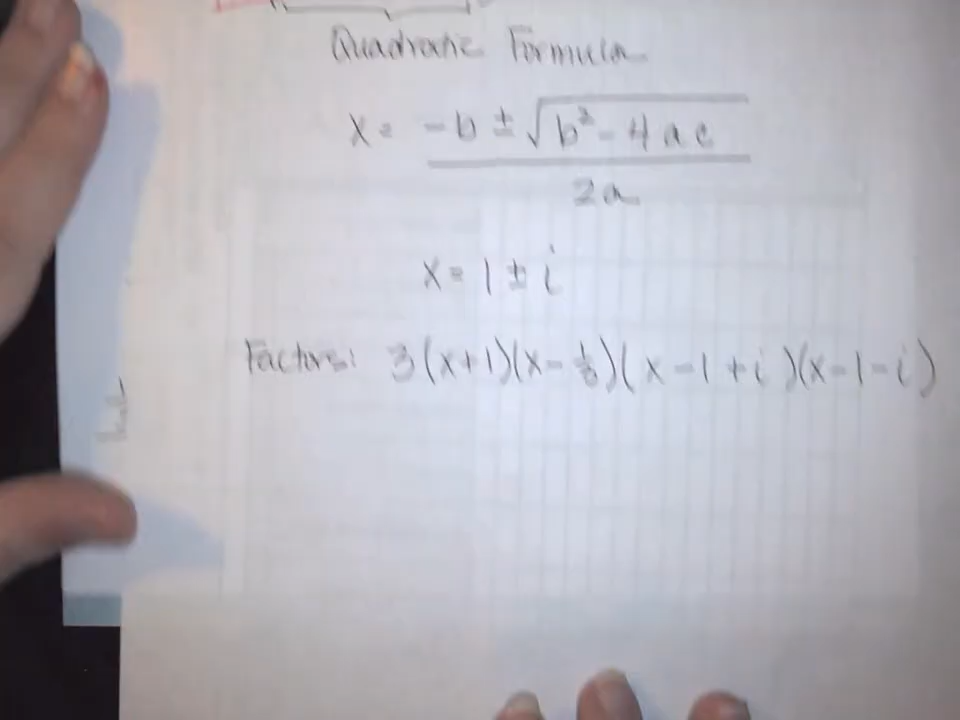 Quadratic Formula
x = -b ± √b² - 4ac
2a
x = 1 ± i
Factors: 3(x+1)(x-⅓)(x-1+i)(x-1-i)